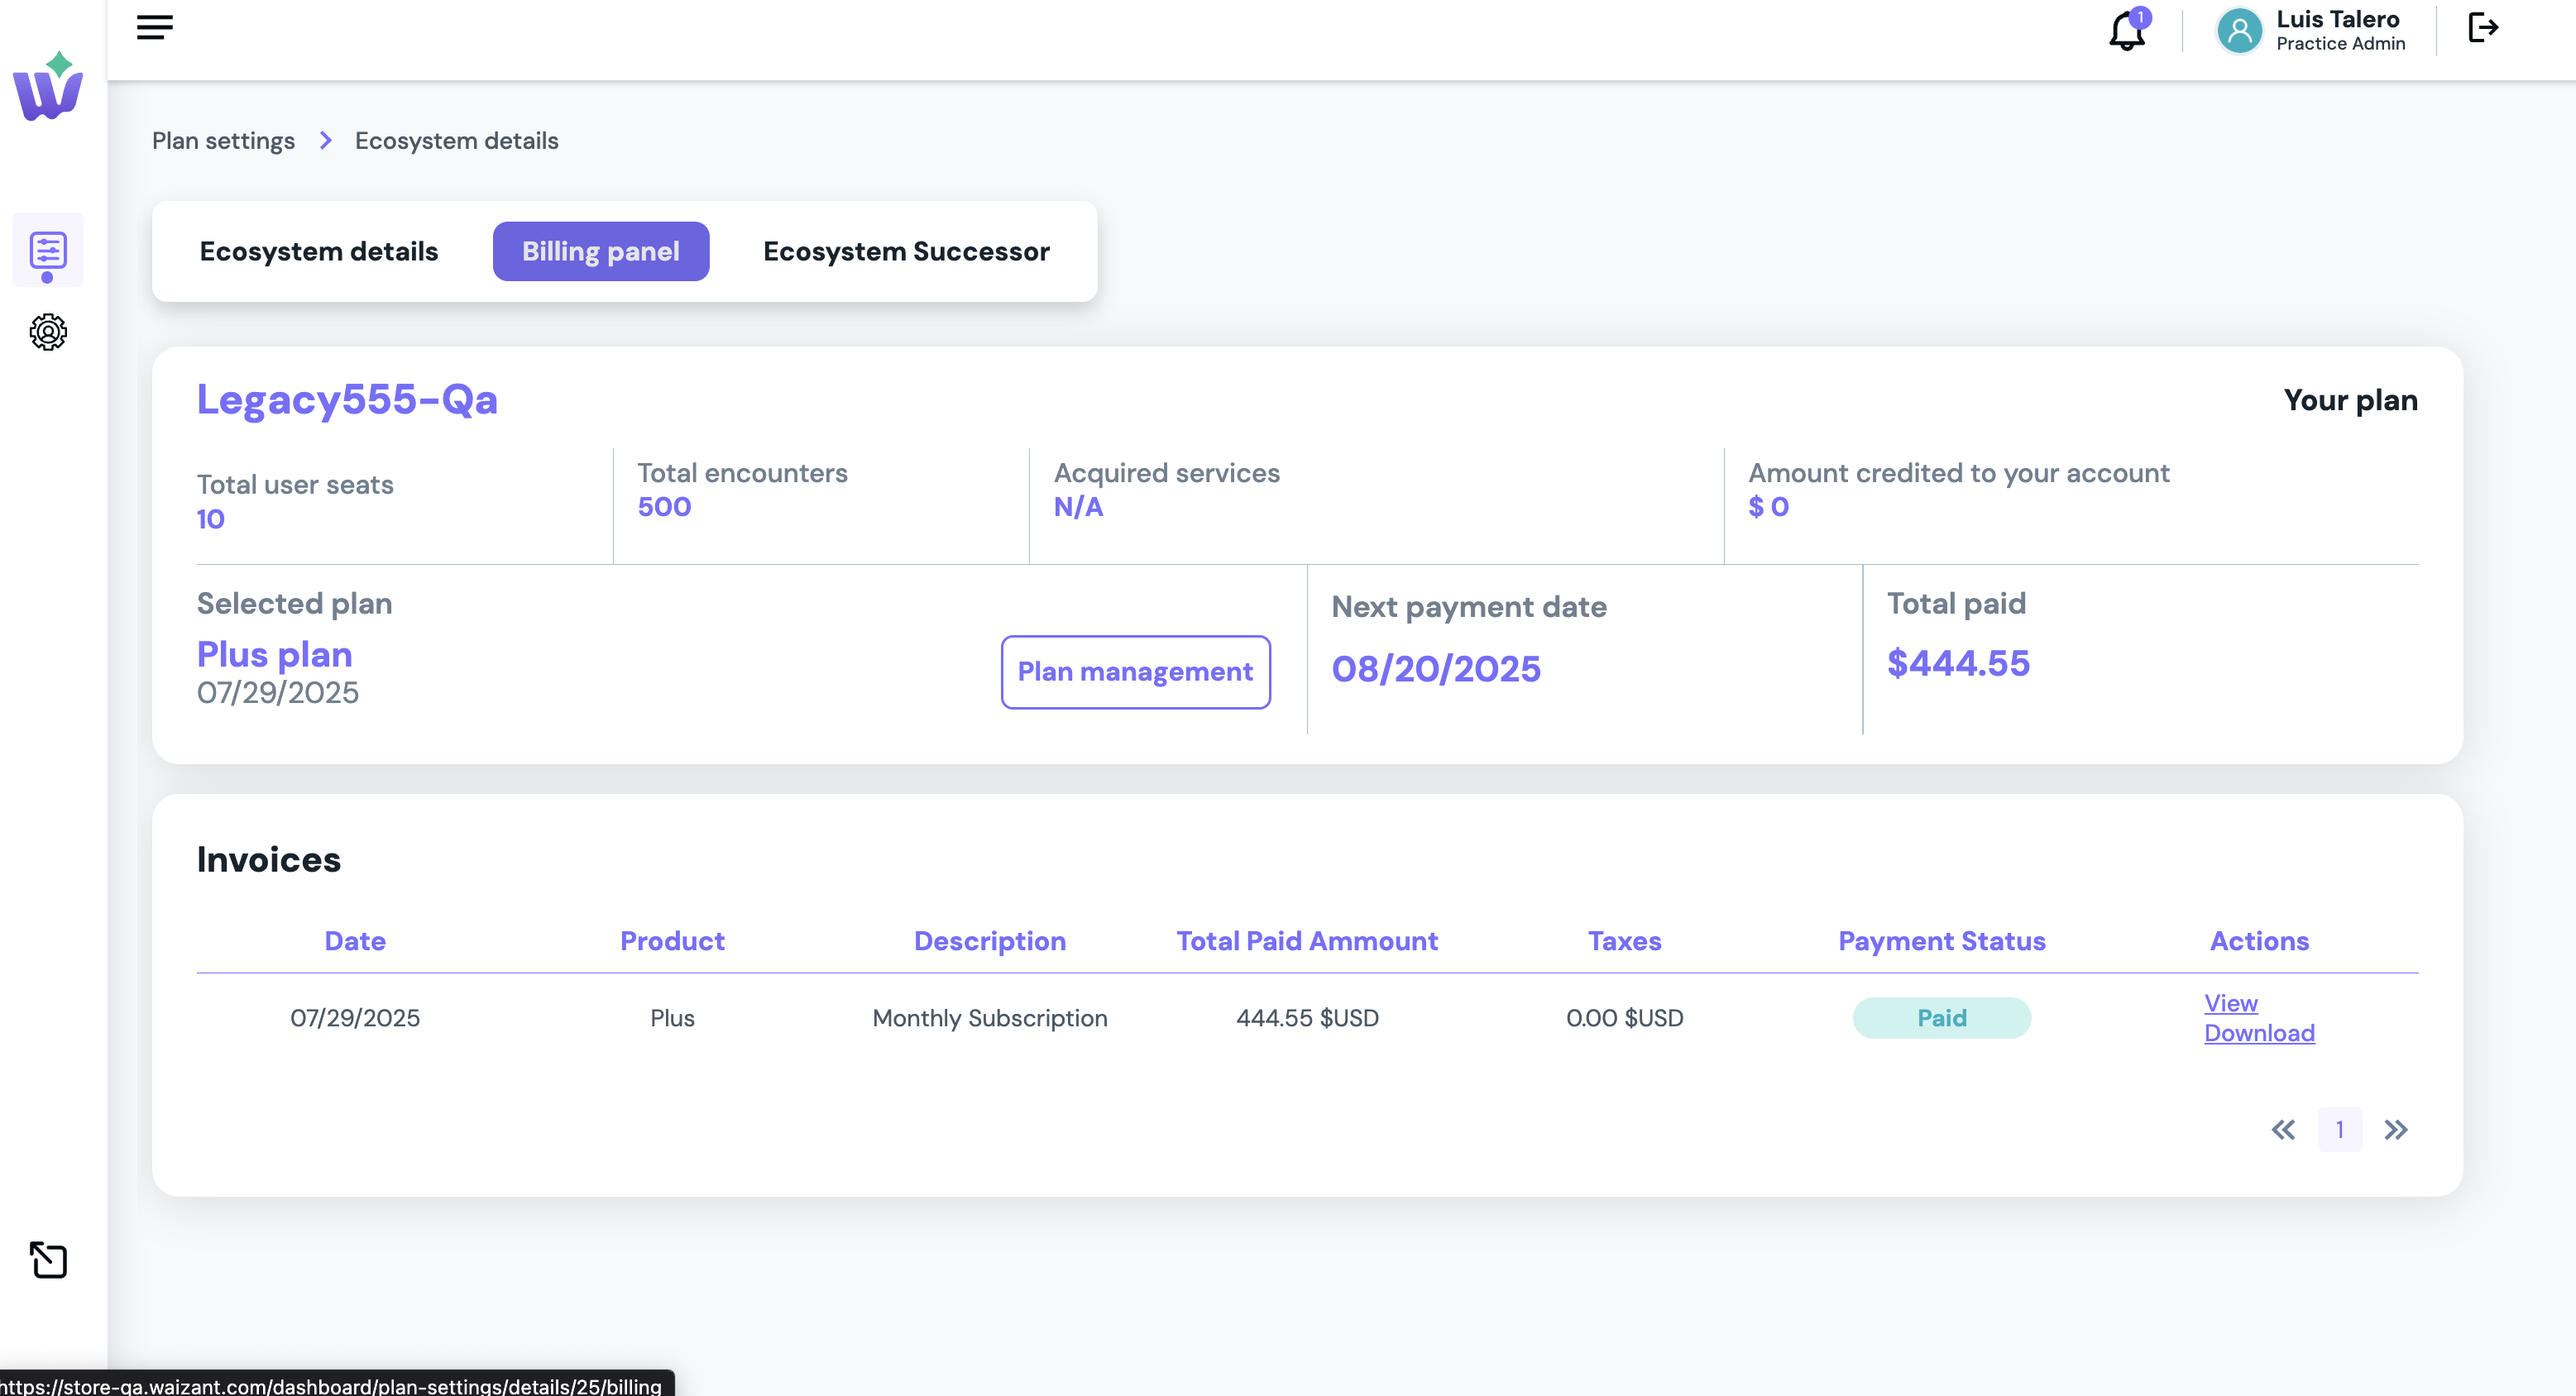 1
Luis Talero
Practice Admin
Plan settings
Ecosystem details
Ecosystem details
Billing panel
Ecosystem Successor
Legacy555-Qa
Your plan
Total user seats
10
Total encounters
500
Acquired services
N/A
Amount credited to your account
$ 0
Selected plan
Plus plan
07/29/2025
Plan management
Next payment date
08/20/2025
Total paid
$444.55
Invoices
Date Product Description Total Paid Ammount Taxes Payment Status Actions
07/29/2025 Plus Monthly Subscription 444.55 $USD 0.00 $USD Paid View
Download
1
https://store-qa.waizant.com/dashboard/plan-settings/details/25/billing